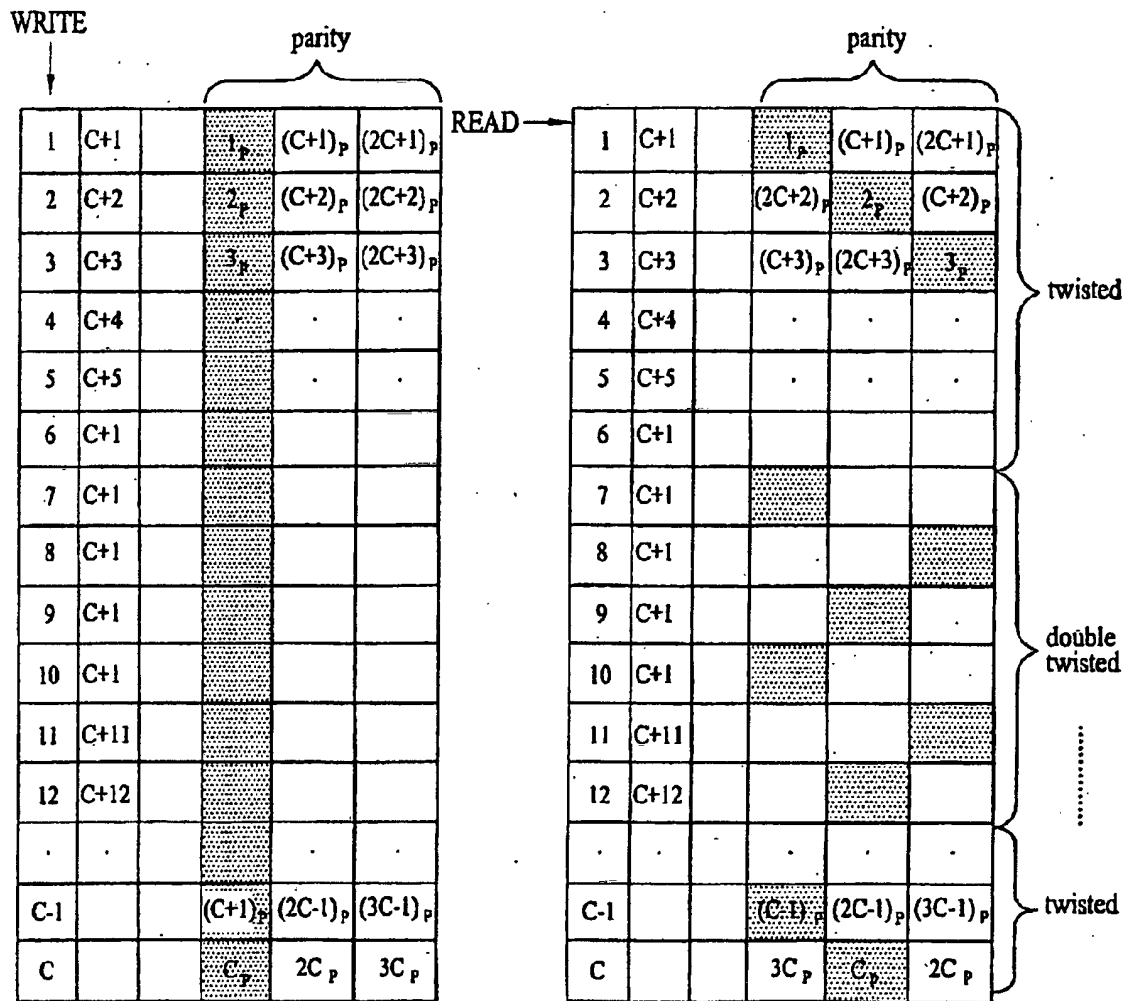 WRITE
parity
1 C+1 1P (C+1)P (2C+1)P
2 C+2 2P (C+2)P (2C+2)P
3 C+3 3P (C+3)P (2C+3)P
4 C+4 . . .
5 C+5 .
6 C+1
7 C+1
8 C+1
9 C+1
10 C+1
11 C+11
12 C+12
. . . .
C-1 (C+1)P (2C-1)P (3C-1)P
C CP 2CP 3CP
READ
parity
1 C+1 1P (C+1)P (2C+1)P
2 C+2 (2C+2)P 2P (C+2)P
3 C+3 (C+3)P (2C+3)P 3P
4 C+4 . . .
5 C+5 . . .
6 C+1
7 C+1
8 C+1
9 C+1
10 C+1
11 C+11
12 C+12
. . . . .
C-1 (C-1)P (2C-1)P (3C-1)P
C 3CP CP 2CP
twisted
double
twisted
twisted